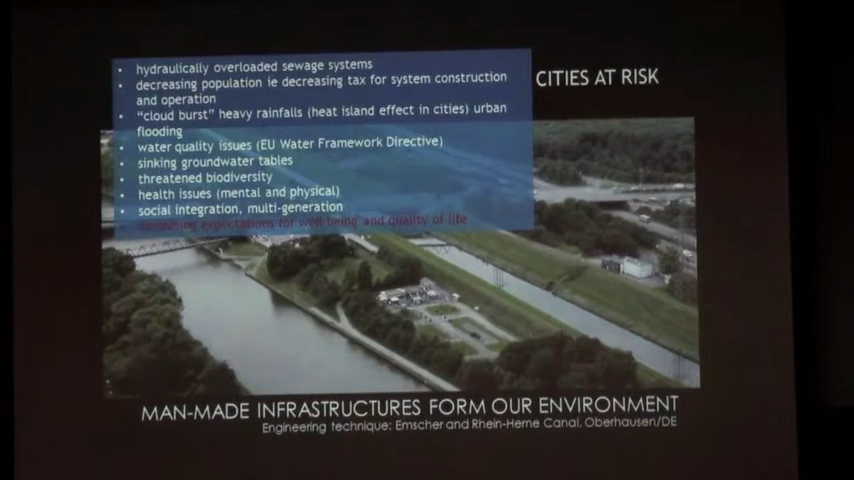 • hydraulically overloaded sewage systems
• decreasing population ie decreasing tax for system construction
and operation
• “cloud burst” heavy rainfalls (heat island effect in cities) urban
flooding
• water quality issues (EU Water Framework Directive)
• sinking groundwater tables
• threatened biodiversity
• health issues (mental and physical)
• social integration, multi-generation
• increasing expectations for well-being and quality of life
CITIES AT RISK
MAN-MADE INFRASTRUCTURES FORM OUR ENVIRONMENT
Engineering technique: Emscher and Rhein-Herne Canal, Oberhausen/DE